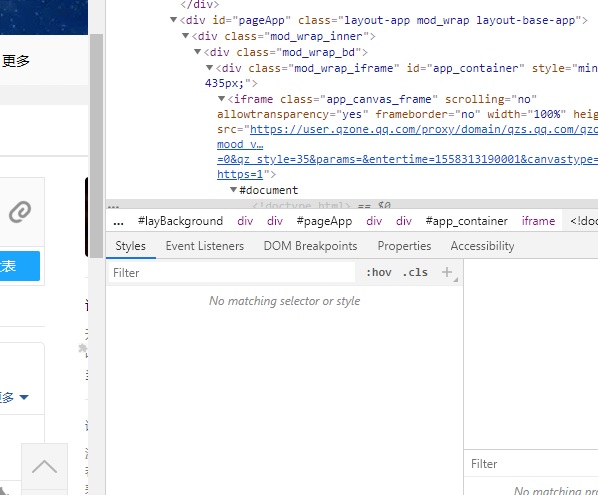 </div>
▼<div id="pageApp" class="layout-app mod_wrap layout-base-app">
▼<div class="mod_wrap_inner">
▼<div class="mod_wrap_bd">
▼<div class="mod_wrap_iframe" id="app_container" style="min
435px;">
▼<iframe class="app_canvas_frame" scrolling="no"
allowtransparency="yes" frameborder="no" width="100%" heig
src="https://user.qzone.qq.com/proxy/domain/qzs.qq.com/qzo
mood_v…
=0&qz_style=35&params=&entertime=1558313190001&canvastype=
https=1">
▼#document
<!doctype html> == $0
更多
表
多
... #layBackground div div #pageApp div div #app_container iframe <!doc
Styles Event Listeners DOM Breakpoints Properties Accessibility
Filter :hov .cls +
No matching selector or style
Filter
No matching pro